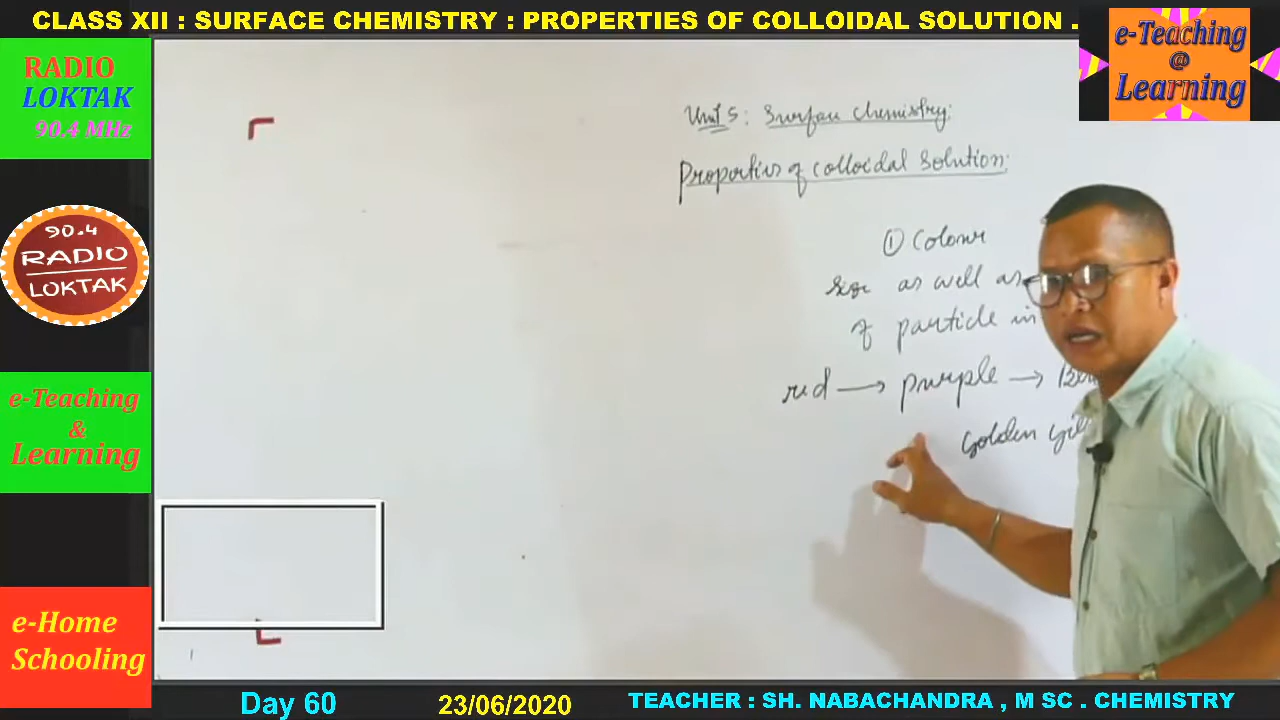 CLASS XII : SURFACE CHEMISTRY : PROPERTIES OF COLLOIDAL SOLUTION .
e-Teaching
@
Learning
RADIO
LOKTAK
90.4 MHz
90.4
RADIO
LOKTAK
e-Teaching
&
Learning
e-Home
Schooling
Unit 5: Surface Chemistry:
Properties of Colloidal Solution:
① Colour
size as well as
of particle in
red → purple →
Golden
Day 60
23/06/2020
TEACHER : SH. NABACHANDRA , M SC . CHEMISTRY